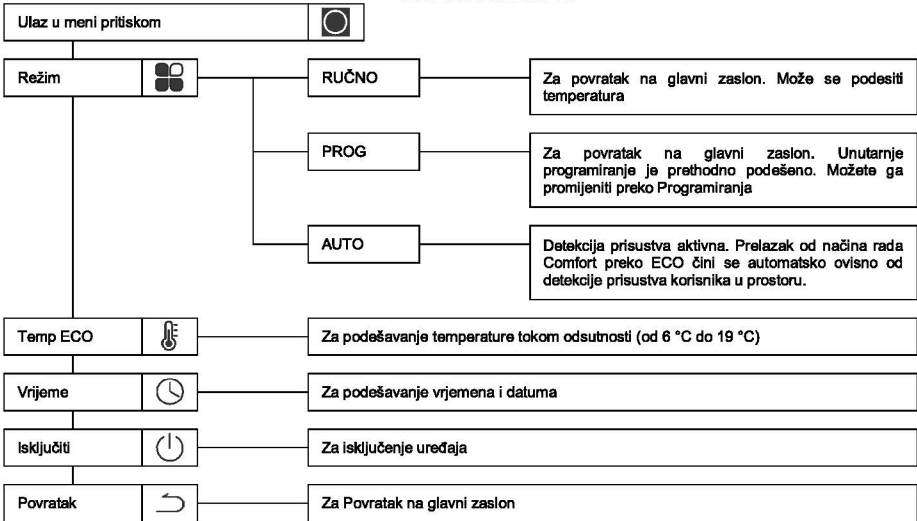 Ulaz u meni pritiskom
Režim
RUČNO
Za povratak na glavni zaslon. Može se podesiti
temperatura
PROG
Za povratak na glavni zaslon. Unutarnje
programiranje je prethodno podešeno. Možete ga
promijeniti preko Programiranja
AUTO
Detekcija prisustva aktivna. Prelazak od načina rada
Comfort preko ECO čini se automatsko ovisno od
detekcije prisustva korisnika u prostoru.
Temp ECO
Za podešavanje temperature tokom odsutnosti (od 6 °C do 19 °C)
Vrijeme
Za podešavanje vrjemena i datuma
Isključiti
Za isključenje uređaja
Povratak
Za Povratak na glavni zaslon